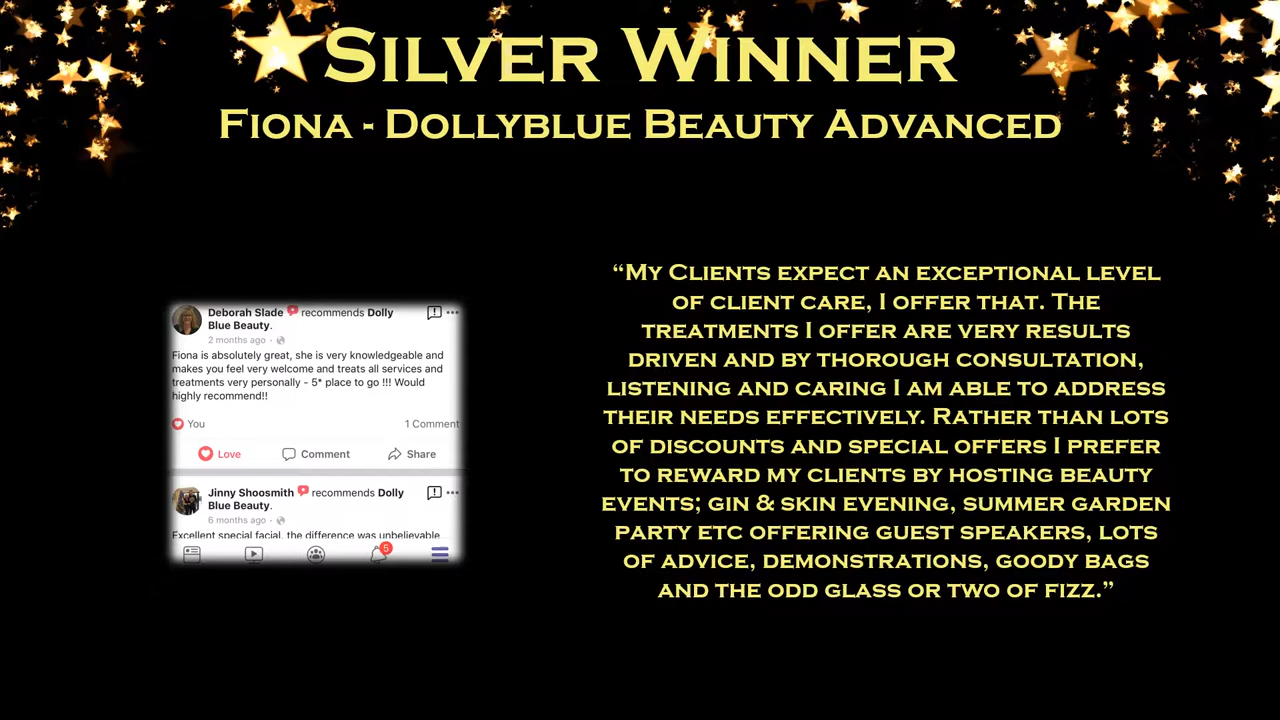 SILVER WINNER
FIONA - DOLLYBLUE BEAUTY ADVANCED
Deborah Slade recommends Dolly
Blue Beauty.
2 months ago ·
Fiona is absolutely great, she is very knowledgeable and
makes you feel very welcome and treats all services and
treatments very personally - 5* place to go !!! Would
highly recommend!!
You 1 Comment
Love Comment Share
Jinny Shoosmith recommends Dolly
Blue Beauty.
6 months ago ·
Excellent special facial, the difference was unbelievable
5
“MY CLIENTS EXPECT AN EXCEPTIONAL LEVEL
OF CLIENT CARE, I OFFER THAT. THE
TREATMENTS I OFFER ARE VERY RESULTS
DRIVEN AND BY THOROUGH CONSULTATION,
LISTENING AND CARING I AM ABLE TO ADDRESS
THEIR NEEDS EFFECTIVELY. RATHER THAN LOTS
OF DISCOUNTS AND SPECIAL OFFERS I PREFER
TO REWARD MY CLIENTS BY HOSTING BEAUTY
EVENTS; GIN & SKIN EVENING, SUMMER GARDEN
PARTY ETC OFFERING GUEST SPEAKERS, LOTS
OF ADVICE, DEMONSTRATIONS, GOODY BAGS
AND THE ODD GLASS OR TWO OF FIZZ.”